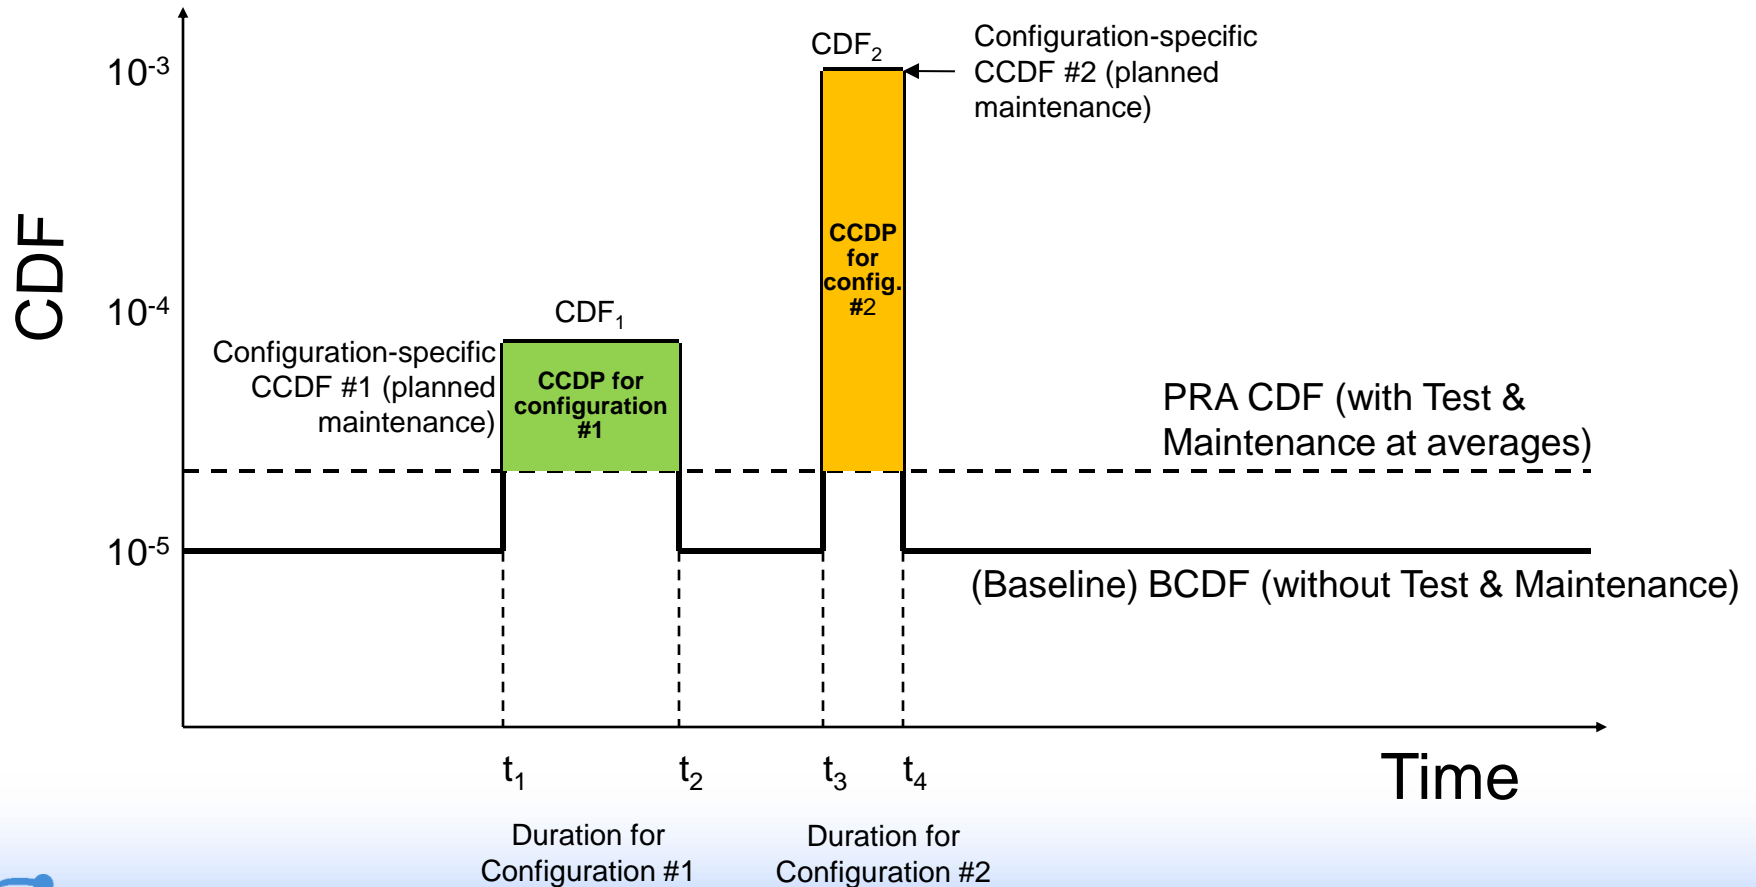 CDF₂
Configuration-specific
CCDF #2 (planned
maintenance)
10⁻³
CDF
CCDP
for
config.
#2
10⁻⁴
CDF₁
Configuration-specific
CCDF #1 (planned
maintenance)
CCDP for
configuration
#1
PRA CDF (with Test &
Maintenance at averages)
10⁻⁵
(Baseline) BCDF (without Test & Maintenance)
t₁ t₂ t₃ t₄
Time
Duration for
Configuration #1
Duration for
Configuration #2